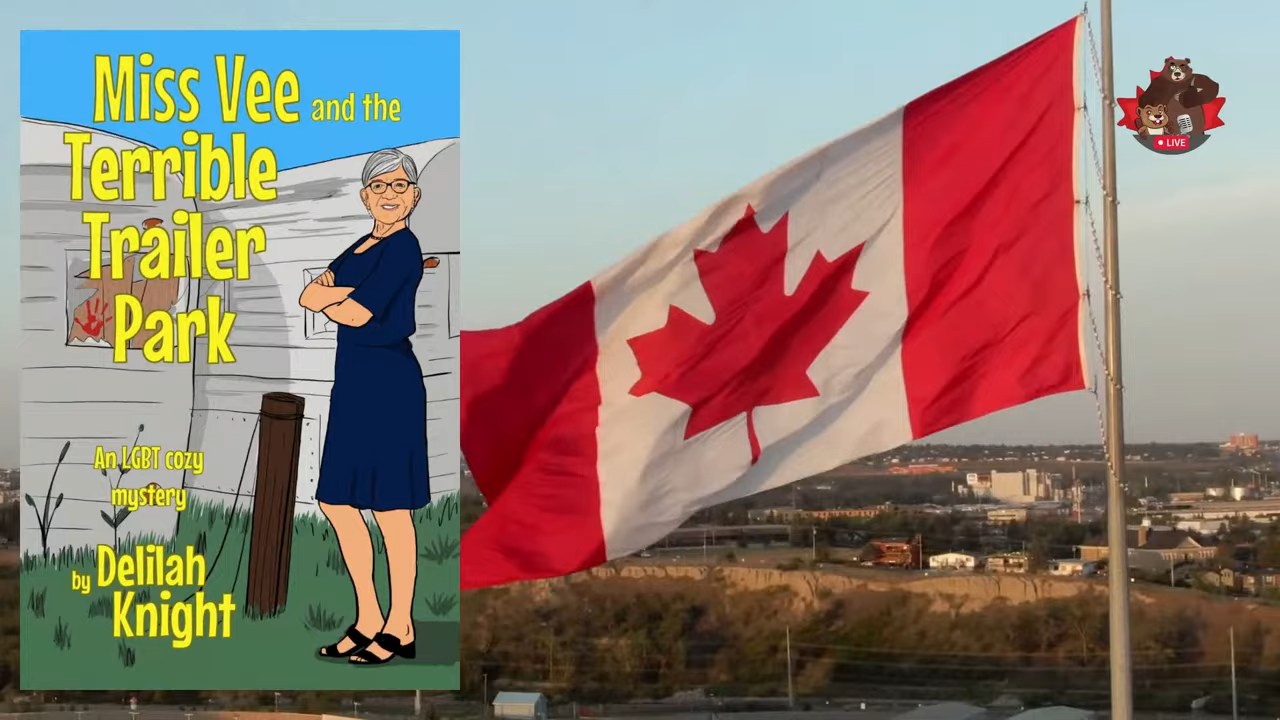 Miss Vee and the
Terrible
Trailer
Park
An LGBT cozy
mystery
by Delilah
Knight
LIVE